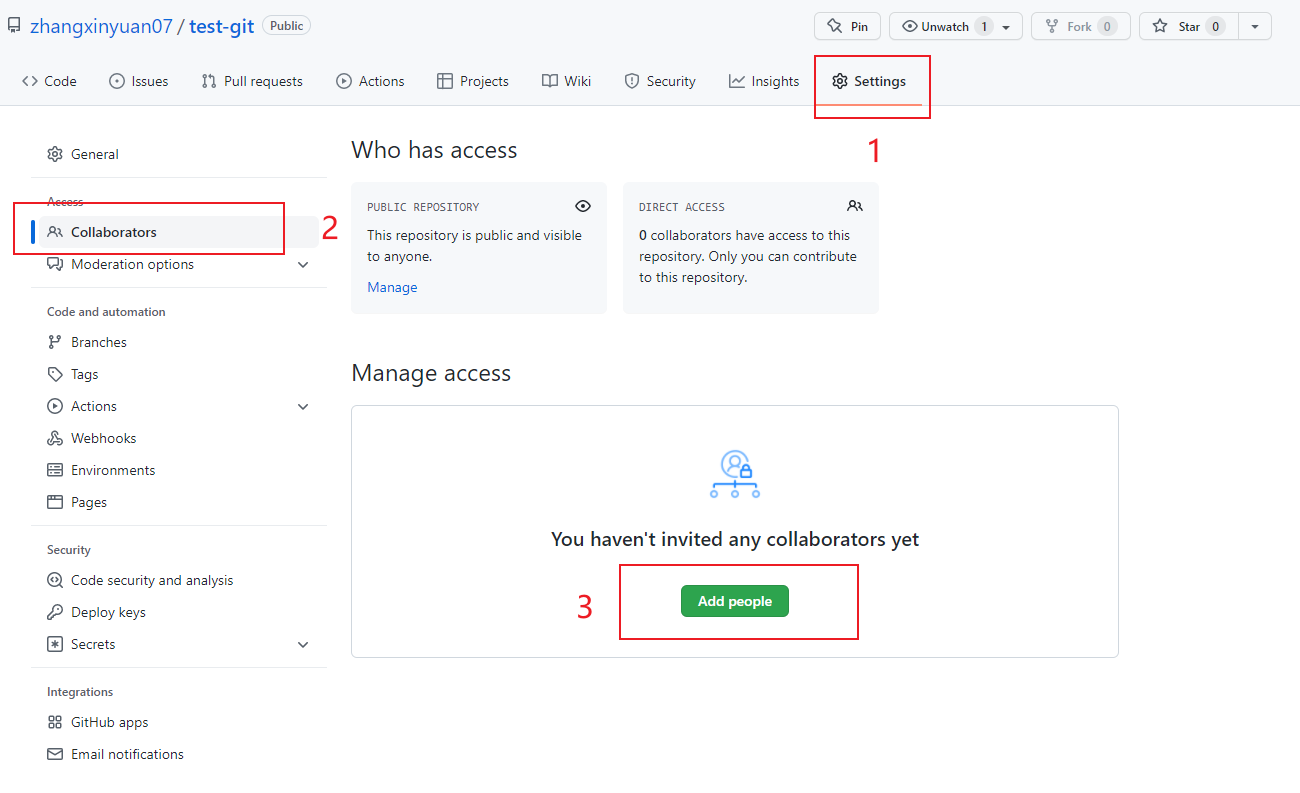 zhangxinyuan07 / test-git Public Pin Unwatch 1 Fork 0 Star 0
Code Issues Pull requests Actions Projects Wiki Security Insights Settings
1
General
Access
Collaborators
2
Moderation options
Code and automation
Branches
Tags
Actions
Webhooks
Environments
Pages
Security
Code security and analysis
Deploy keys
Secrets
Integrations
GitHub apps
Email notifications
Who has access
PUBLIC REPOSITORY
This repository is public and visible
to anyone.
Manage
DIRECT ACCESS
0 collaborators have access to this
repository. Only you can contribute
to this repository.
Manage access
You haven't invited any collaborators yet
3
Add people